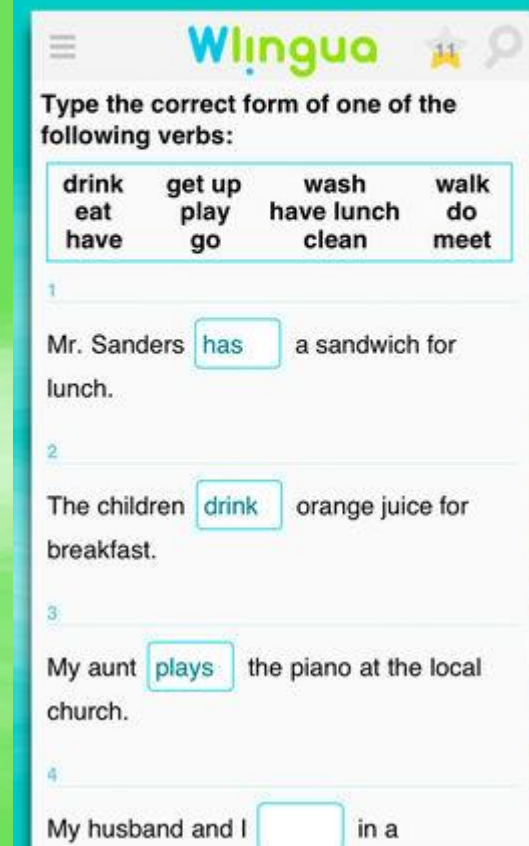 Wlingua 11
Type the correct form of one of the
following verbs:
drink get up wash walk
eat play have lunch do
have go clean meet
1
Mr. Sanders has a sandwich for
lunch.
2
The children drink orange juice for
breakfast.
3
My aunt plays the piano at the local
church.
4
My husband and I in a